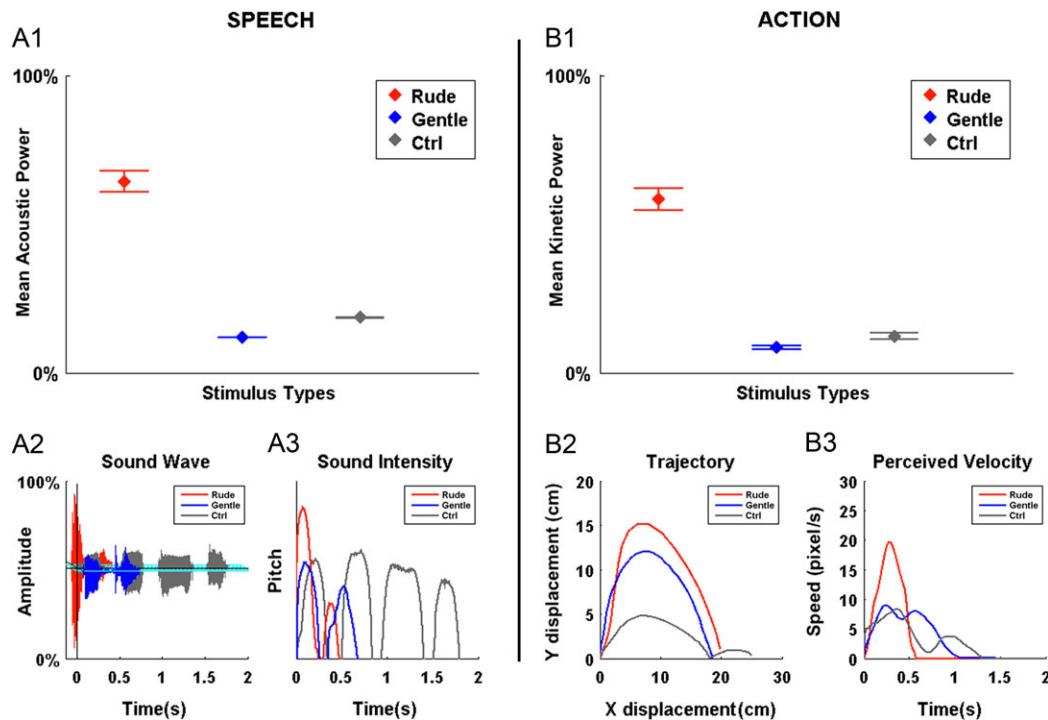 SPEECH
A1
100%
Rude
Gentle
Ctrl
Mean Acoustic Power
0%
Stimulus Types
A2
Sound Wave
100%
Rude
Gentle
Ctrl
Amplitude
0%
0 0.5 1 1.5 2
Time(s)
A3
Sound Intensity
Rude
Gentle
Ctrl
Pitch
0 0.5 1 1.5 2
Time(s)
ACTION
B1
100%
Rude
Gentle
Ctrl
Mean Kinetic Power
0%
Stimulus Types
B2
Trajectory
20
15
10
5
0
Rude
Gentle
Ctrl
Y displacement (cm)
0 10 20 30
X displacement(cm)
B3
Perceived Velocity
30
25
20
15
10
5
0
Rude
Gentle
Ctrl
Speed (pixel/s)
0 0.5 1 1.5 2
Time(s)